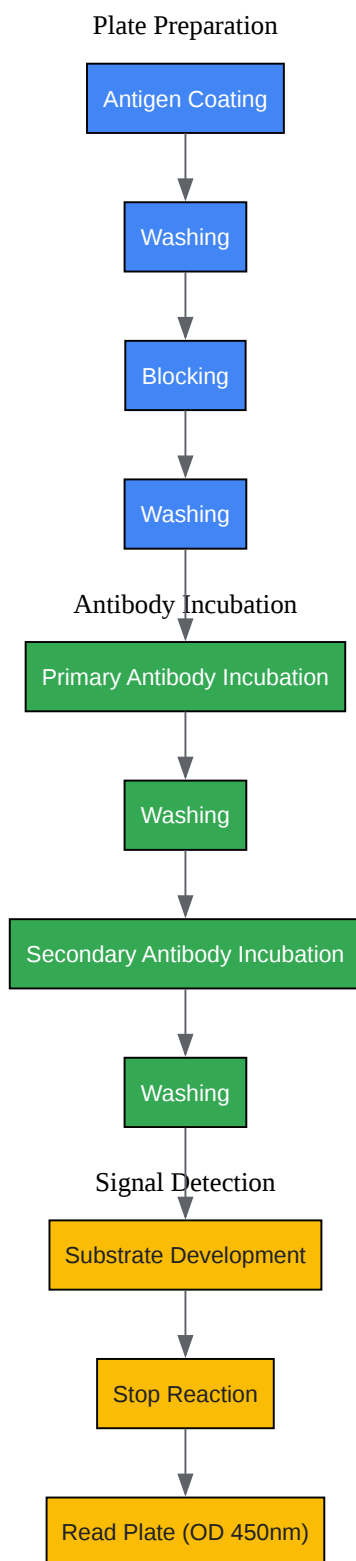 Plate Preparation
Antigen Coating
Washing
Blocking
Washing
Antibody Incubation
Primary Antibody Incubation
Washing
Secondary Antibody Incubation
Washing
Signal Detection
Substrate Development
Stop Reaction
Read Plate (OD 450nm)